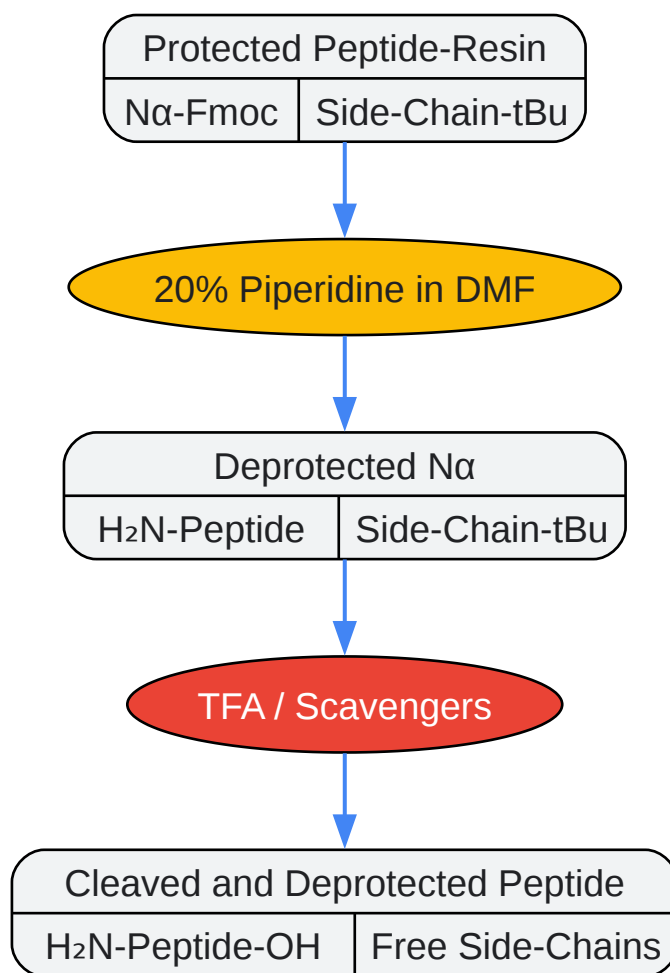 Protected Peptide-Resin
Nα-Fmoc Side-Chain-tBu
20% Piperidine in DMF
Deprotected Nα
H₂N-Peptide Side-Chain-tBu
TFA / Scavengers
Cleaved and Deprotected Peptide
H₂N-Peptide-OH Free Side-Chains